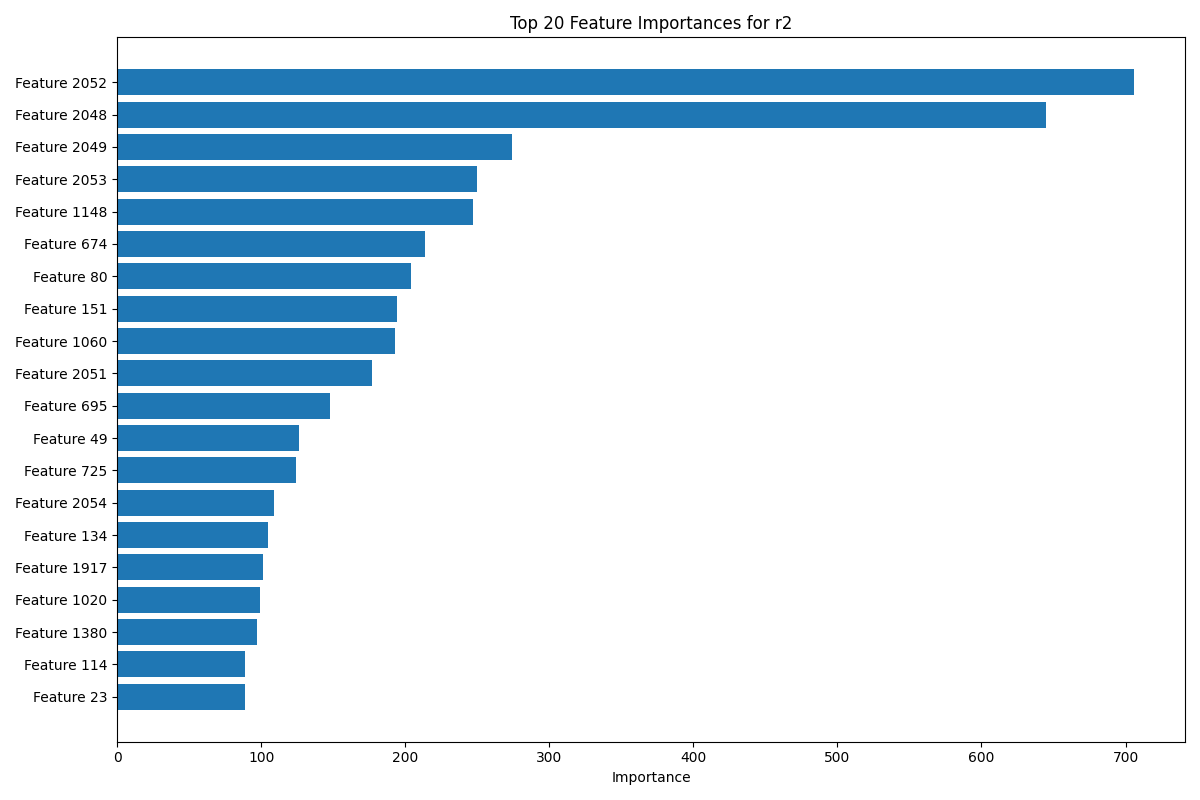 Top 20 Feature Importances for r2
Feature 2052
Feature 2048
Feature 2049
Feature 2053
Feature 1148
Feature 674
Feature 80
Feature 151
Feature 1060
Feature 2051
Feature 695
Feature 49
Feature 725
Feature 2054
Feature 134
Feature 1917
Feature 1020
Feature 1380
Feature 114
Feature 23
0 100 200 300 400 500 600 700
Importance